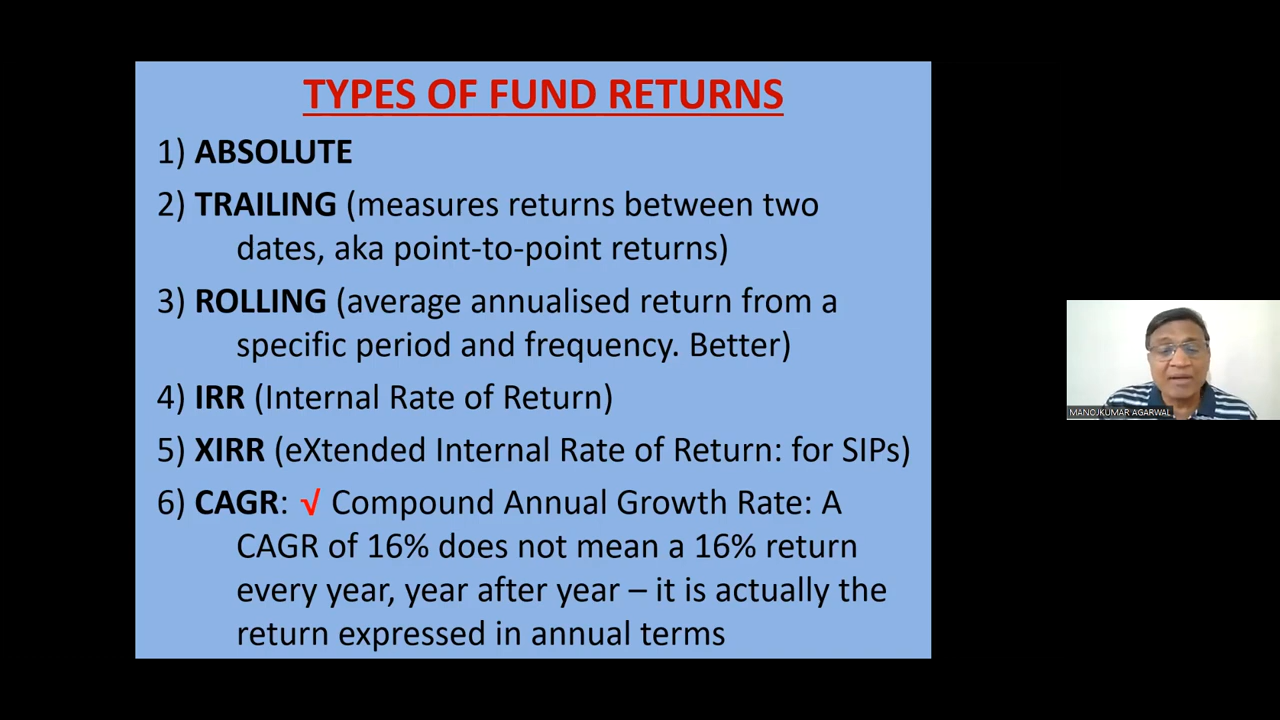 TYPES OF FUND RETURNS
1) ABSOLUTE
2) TRAILING (measures returns between two
dates, aka point-to-point returns)
3) ROLLING (average annualised return from a
specific period and frequency. Better)
4) IRR (Internal Rate of Return)
5) XIRR (eXtended Internal Rate of Return: for SIPs)
6) CAGR: √ Compound Annual Growth Rate: A
CAGR of 16% does not mean a 16% return
every year, year after year – it is actually the
return expressed in annual terms
MANOJKUMAR AGARWAL